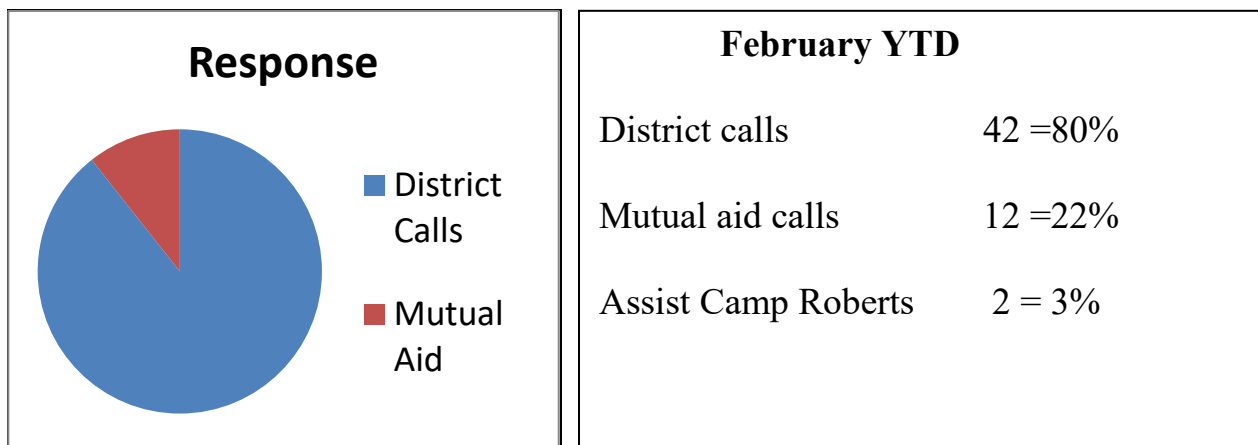 Response
District
Calls
Mutual
Aid
February YTD
District calls 42 =80%
Mutual aid calls 12 =22%
Assist Camp Roberts 2 = 3%